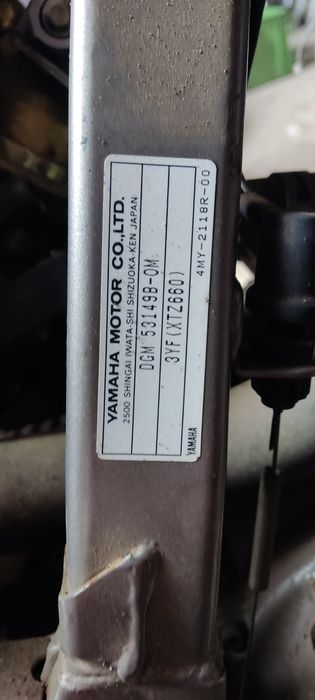 YAMAHA MOTOR CO.,LTD.
2500 SHINGAI IWATA-SHI SHIZUOKA-KEN JAPAN
DGM 53149B-OM
3YF(XTZ660)
YAMAHA 4MY-2118R-00